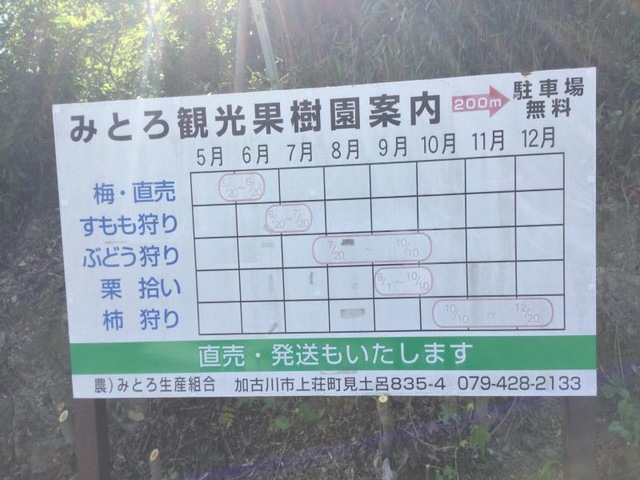 みとろ観光果樹園案内 200m 駐車場
無料
5月 6月 7月 8月 9月 10月 11月 12月
梅・直売 5/20~6/20
すもも狩り 6/20~7/20
ぶどう狩り 7/20 ~ 10/10
栗 拾い 9/1~10/10
柿 狩り 10/10 ~ 12/20
直売・発送もいたします
農)みとろ生産組合 加古川市上荘町見土呂835-4 079-428-2133